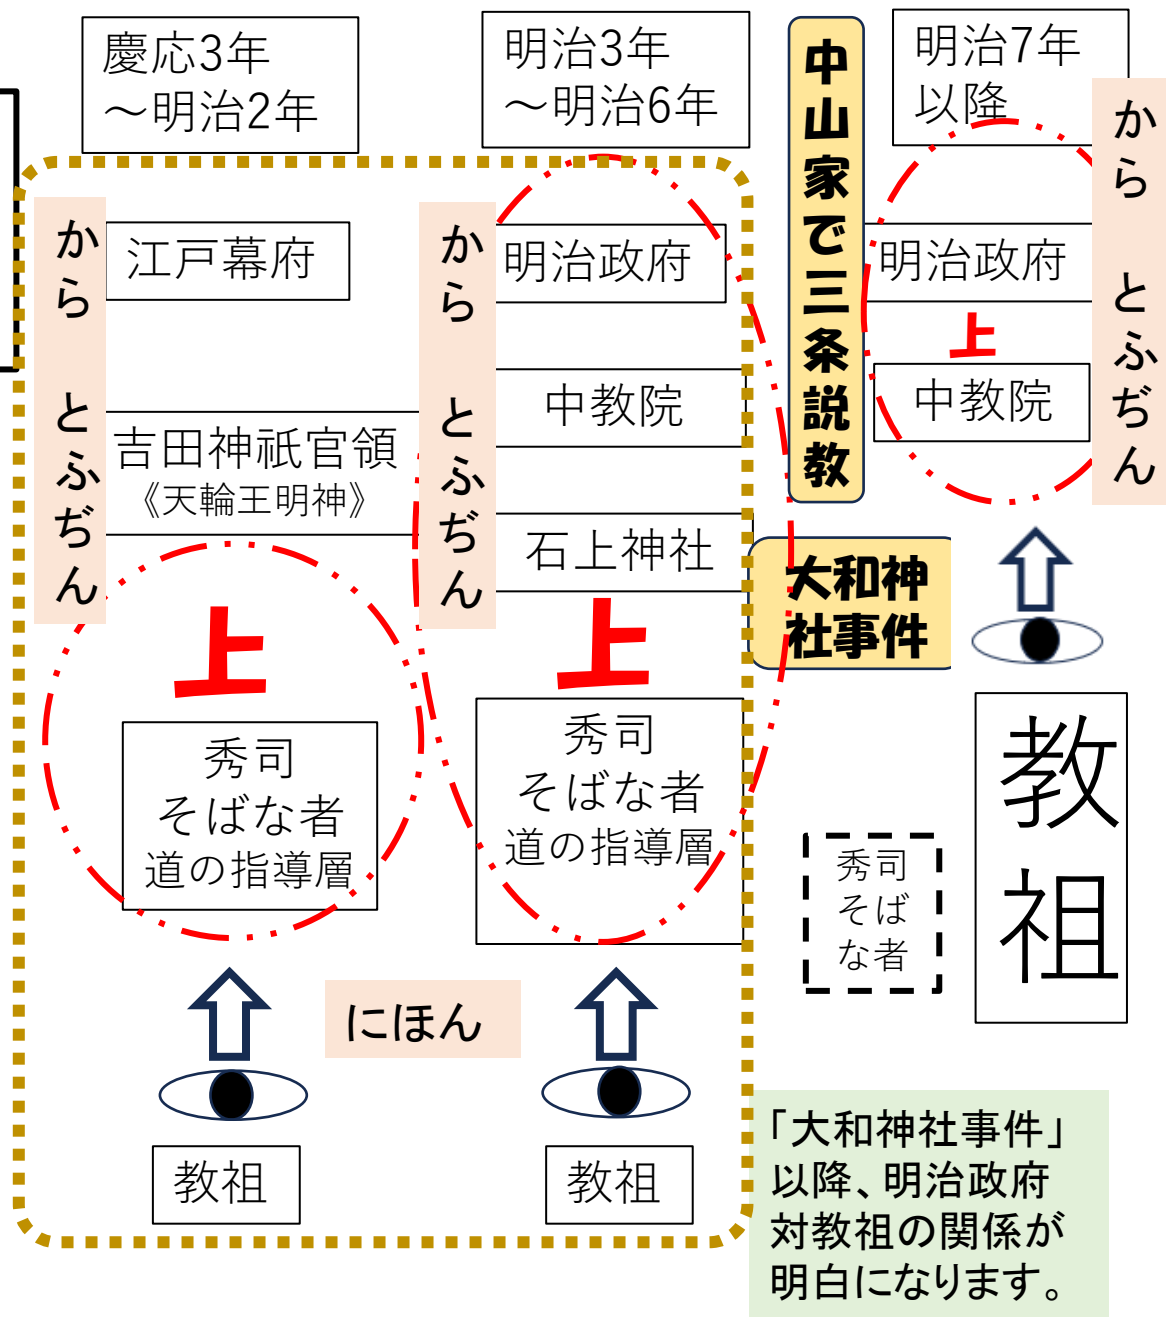 慶応3年
～明治2年
から とふぢん
江戸幕府
吉田神祇官領
《天輪王明神》
上
秀司
そばな者
道の指導層
教祖
にほん
明治3年
～明治6年
から とふぢん
明治政府
中教院
石上神社
上
秀司
そばな者
道の指導層
教祖
中山家で三条説教
大和神
社事件
明治7年
以降
から とふぢん
明治政府
上
中教院
教祖
秀司
そば
な者
「大和神社事件」
以降、明治政府
対教祖の関係が
明白になります。